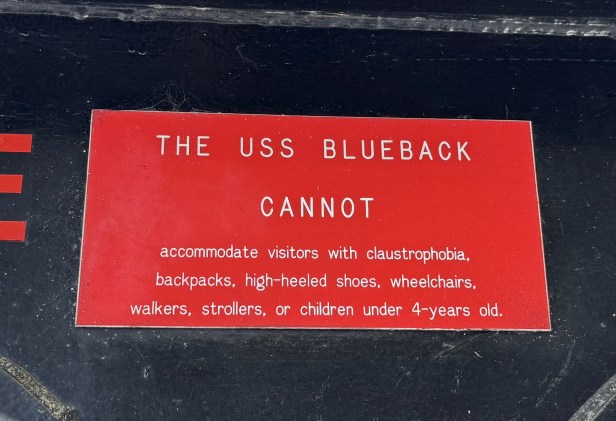 THE USS BLUEBACK
CANNOT
accommodate visitors with claustrophobia,
backpacks, high-heeled shoes, wheelchairs,
walkers, strollers, or children under 4-years old.